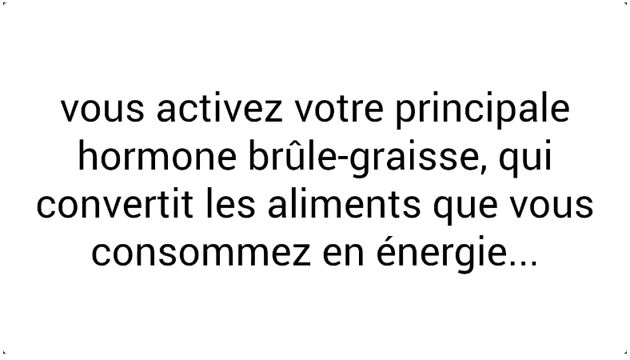 vous activez votre principale
hormone brûle-graisse, qui
convertit les aliments que vous
consommez en énergie...